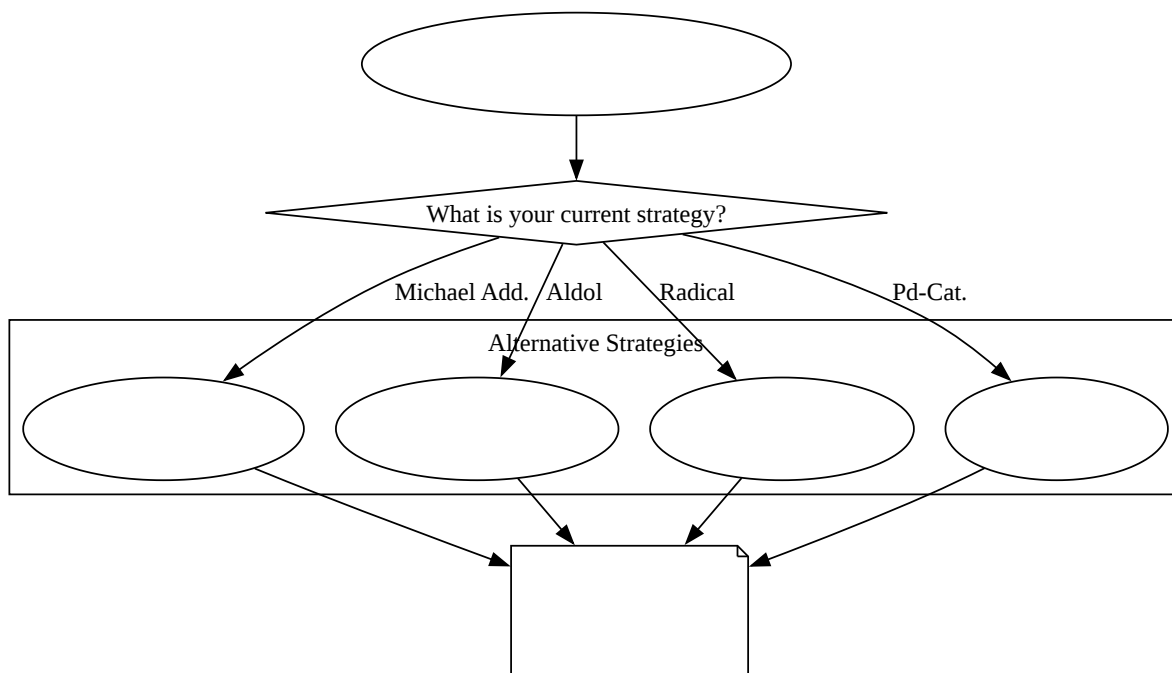 What is your current strategy?
Michael Add.
Aldol
Radical
Pd-Cat.
Alternative Strategies